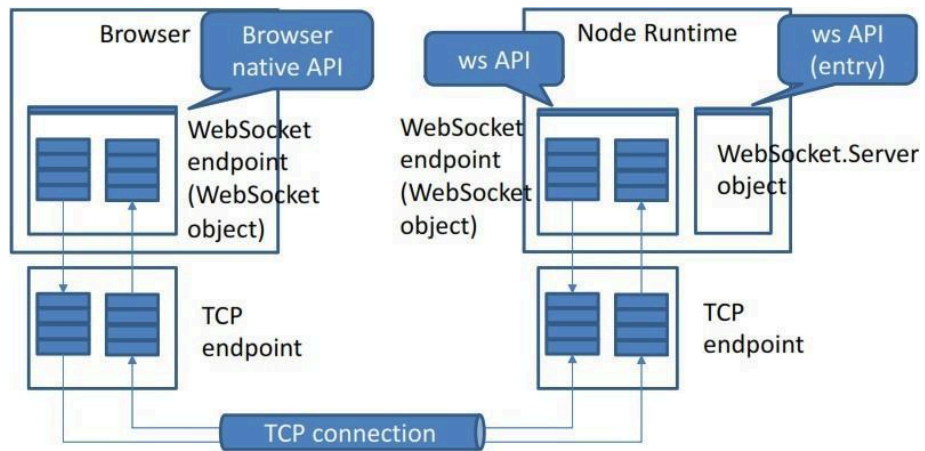 Browser
Browser
native API
WebSocket
endpoint
(WebSocket
object)
TCP
endpoint
TCP connection
Node Runtime
ws API
ws API
(entry)
WebSocket
endpoint
(WebSocket
object)
WebSocket.Server
object
TCP
endpoint